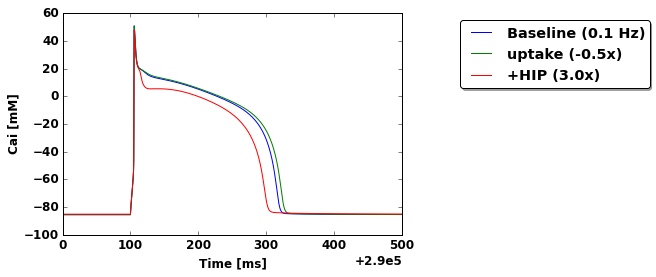 60
40
20
0
−20
−40
−60
−80
−100
Cai [mM]
0 100 200 300 400 500
Time [ms]
+2.9e5
Baseline (0.1 Hz)
uptake (-0.5x)
+HIP (3.0x)